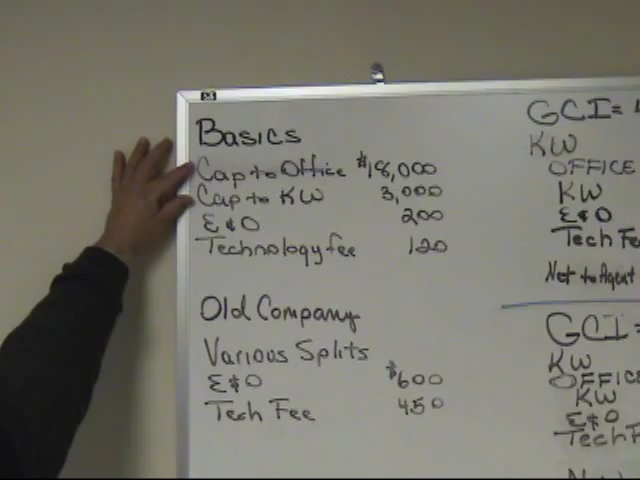 Basics
Cap to Office $18,000
Cap to KW 3,000
E&O 200
Technology fee 120
Old Company
Various Splits
E&O $600
Tech Fee 450
GCI=
KW
OFFICE
KW
E&O
Tech Fe
Net to Agent
GCI=
KW
OFFICE
KW
E&O
Tech F